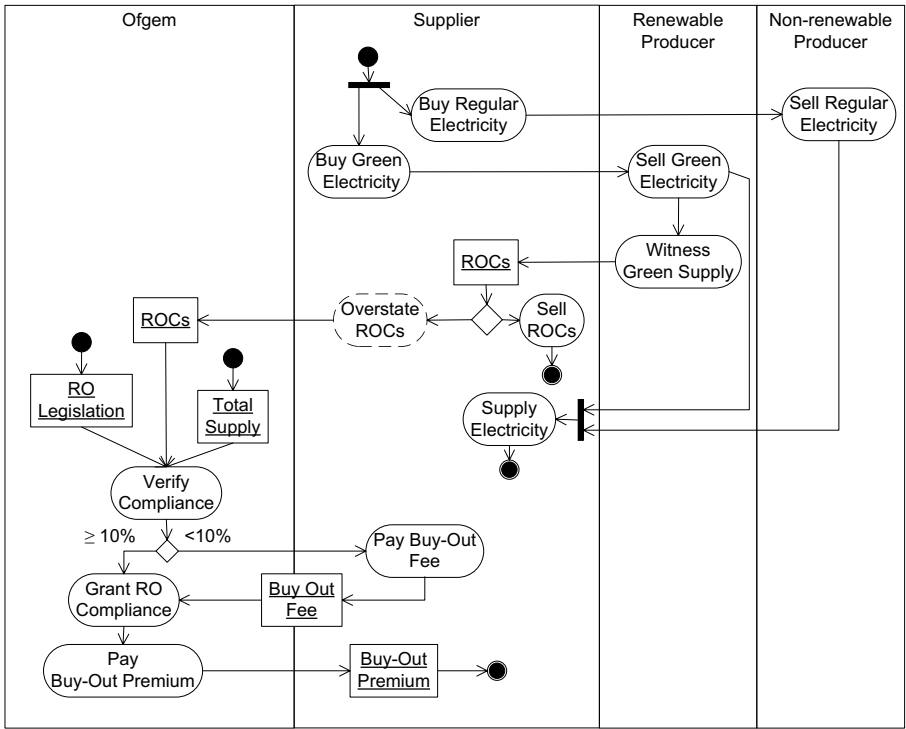 Ofgem
Supplier
Renewable
Producer
Non-renewable
Producer
Buy Regular
Electricity
Sell Regular
Electricity
Buy Green
Electricity
Sell Green
Electricity
Witness
Green Supply
ROCs
Overstate
ROCs
Sell
ROCs
ROCs
RO
Legislation
Total
Supply
Supply
Electricity
Verify
Compliance
≥ 10%
<10%
Pay Buy-Out
Fee
Grant RO
Compliance
Buy Out
Fee
Pay
Buy-Out Premium
Buy-Out
Premium